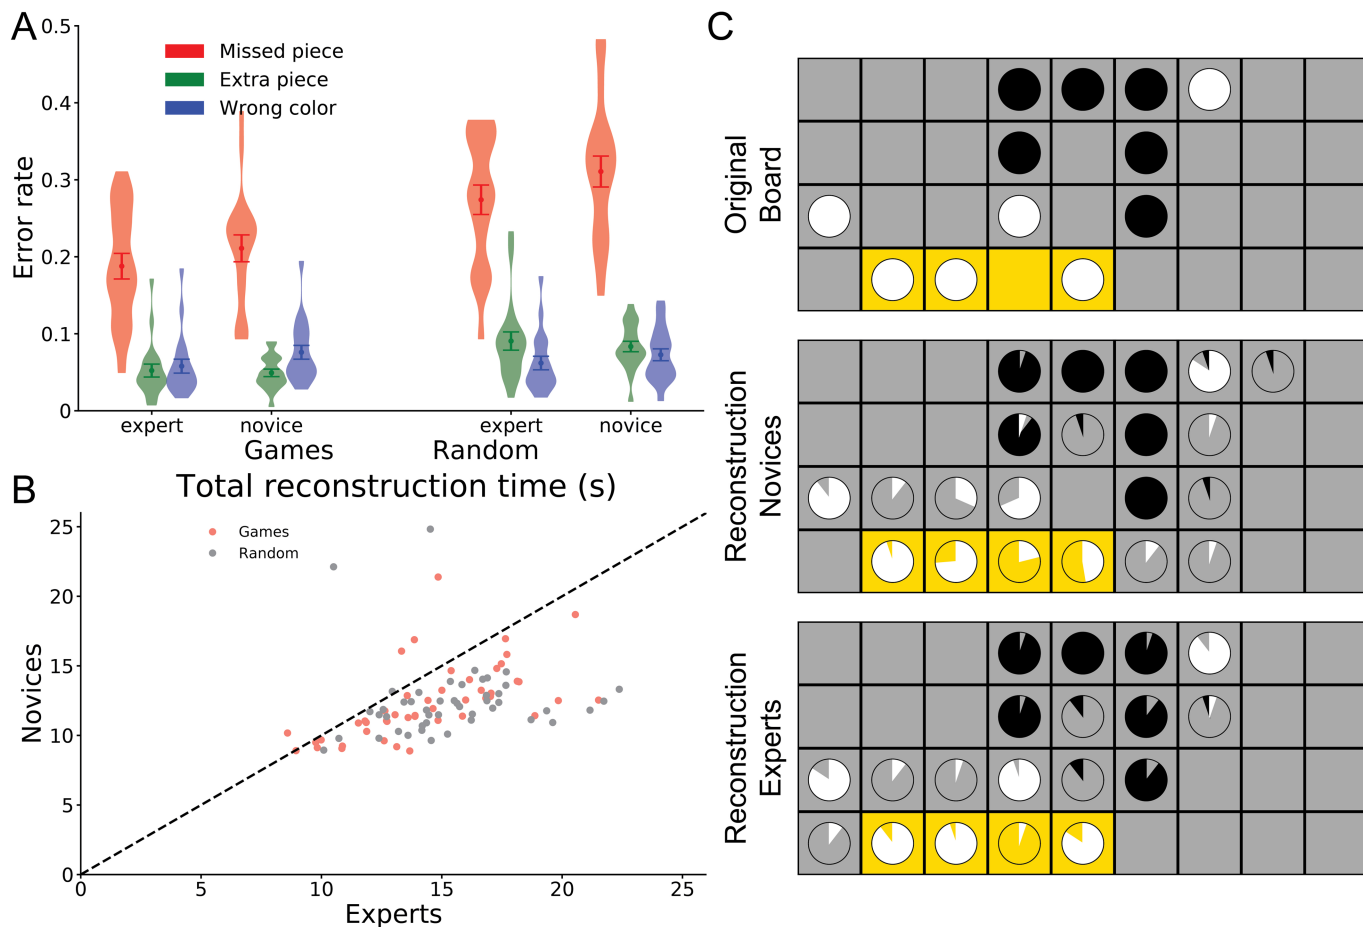 A
0.5
0.4
0.3
0.2
0.1
0
Error rate
Missed piece
Extra piece
Wrong color
expert
novice
expert
novice
Games
Random
B
Total reconstruction time (s)
Games
Random
25
20
15
10
5
0
Novices
0
5
10
15
20
25
Experts
C
Original
Board
Reconstruction
Novices
Reconstruction
Experts